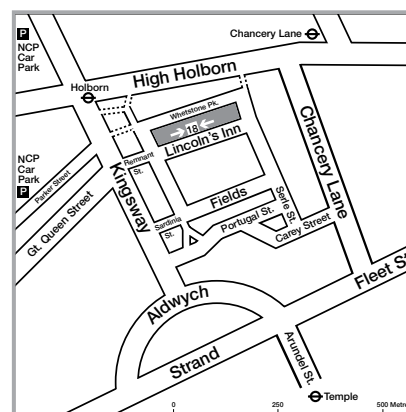 P
NCP
Car
Park
Chancery Lane
Holborn
High Holborn
Whetstone Pk.
18
Lincoln's Inn
Chancery Lane
NCP
Car
Park
P
Parker Street
Gt. Queen Street
Kingsway
Remnant
St.
Fields
Serle St.
Sardinia
St.
Portugal St.
Carey Street
Fleet S
Aldwych
Strand
Arundel St.
Temple
0
250
500 Metre